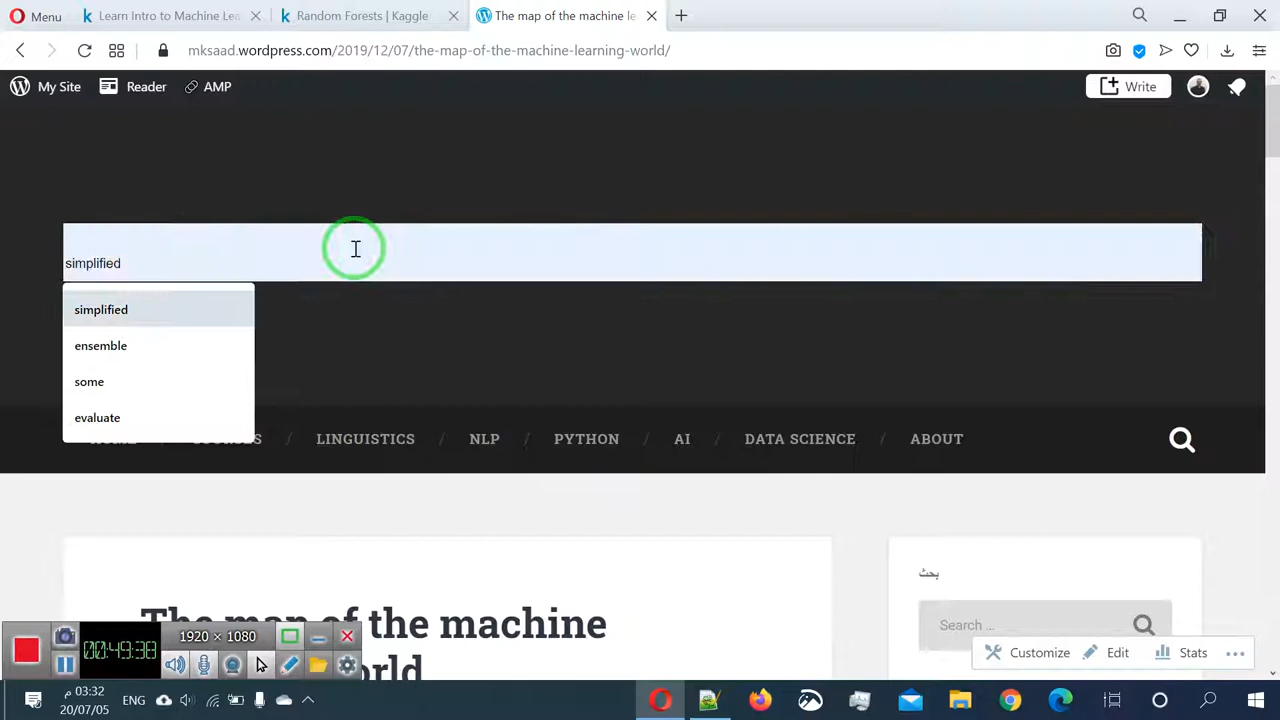 Menu
Learn Intro to Machine Lea
Random Forests | Kaggle
The map of the machine le
mksaad.wordpress.com/2019/12/07/the-map-of-the-machine-learning-world/
My Site
Reader
AMP
Write
simplified
simplified
ensemble
some
evaluate
LINGUISTICS / NLP / PYTHON / AI / DATA SCIENCE / ABOUT
بحث
The map of the machine
Search ...
1920 × 1080
00:49:38
Customize
Edit
Stats
03:32 م
ENG
20/07/05